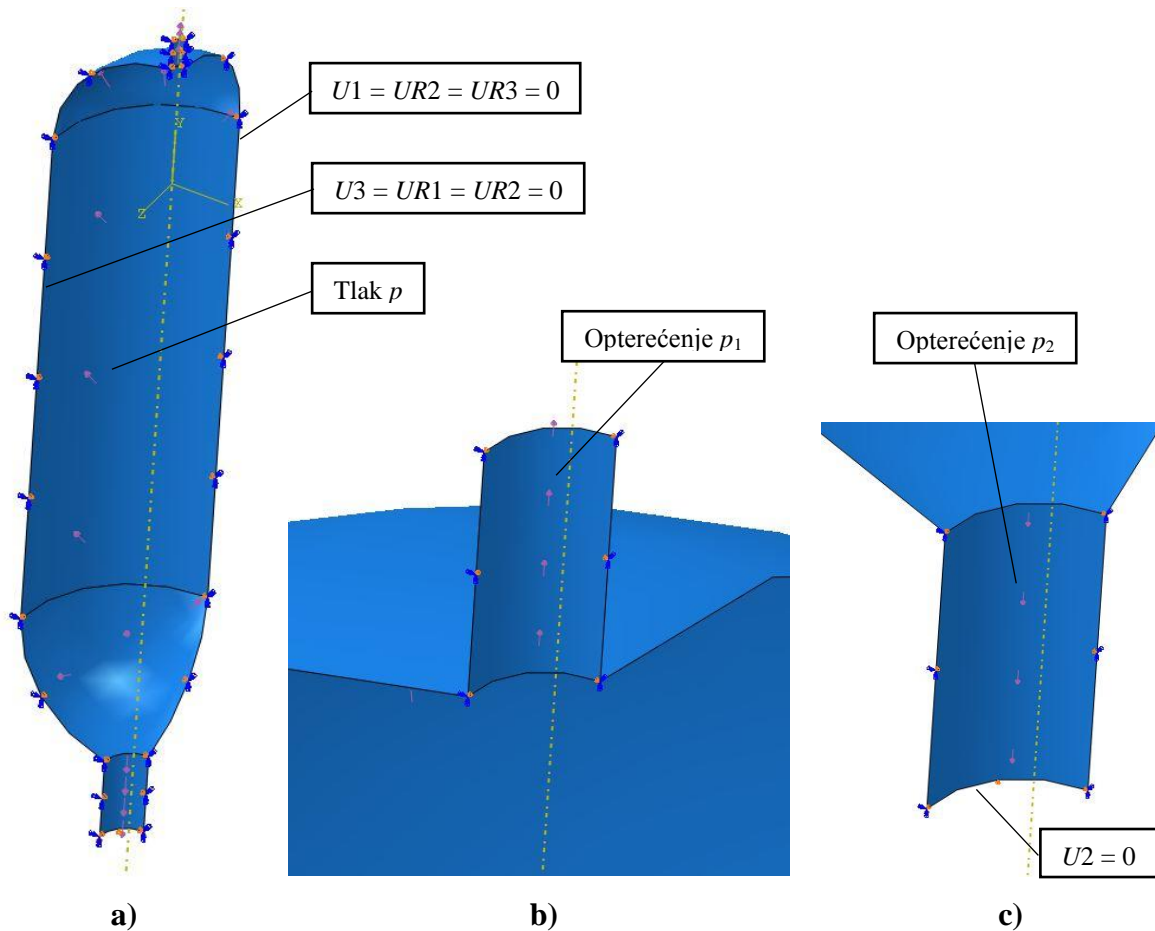 U1 = UR2 = UR3 = 0
U3 = UR1 = UR2 = 0
Tlak p
Y
X
Z
Opterećenje p1
Opterećenje p2
U2 = 0
a)
b)
c)